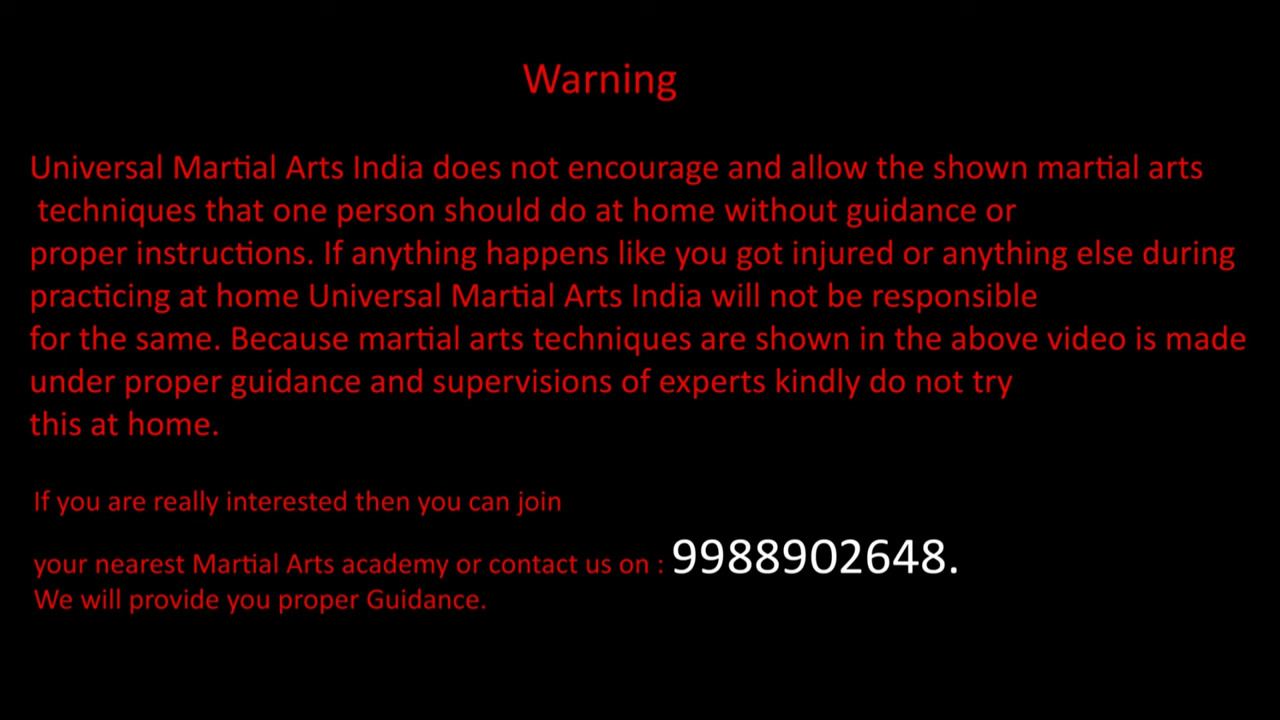 Warning
Universal Martial Arts India does not encourage and allow the shown martial arts
techniques that one person should do at home without guidance or
proper instructions. If anything happens like you got injured or anything else during
practicing at home Universal Martial Arts India will not be responsible
for the same. Because martial arts techniques are shown in the above video is made
under proper guidance and supervisions of experts kindly do not try
this at home.
If you are really interested then you can join
your nearest Martial Arts academy or contact us on : 9988902648.
We will provide you proper Guidance.